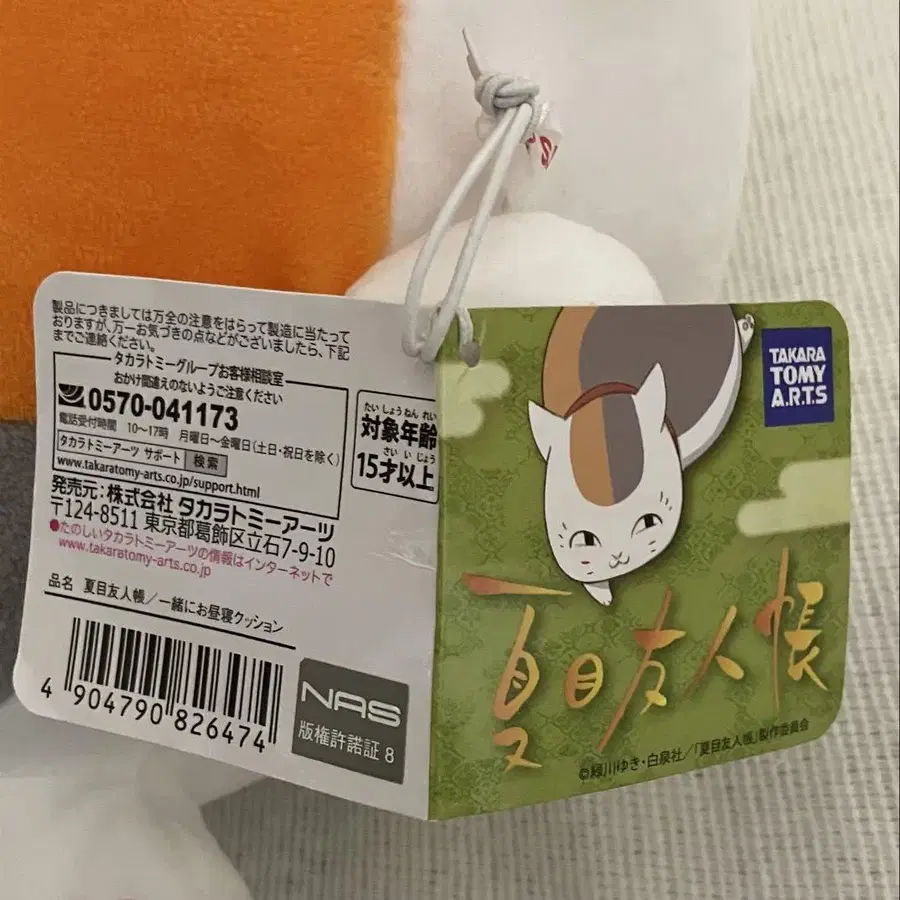 製品につきましては万全の注意をはらって製造に当たって
おりますが、万一お気づきの点などがございましたら、下記
までご連絡ください。
タカラトミーグループお客様相談室
おかけ間違えのないようご注意ください
0570-041173
電話受付時間 10〜17時 月曜日〜金曜日(土日・祝日を除く)
タカラトミーアーツ サポート 検索
www.takaratomy-arts.co.jp/support.html
発売元:株式会社 タカラトミーアーツ
〒124-8511 東京都葛飾区立石7-9-10
●たのしいタカラトミーアーツの情報はインターネットで
www.takaratomy-arts.co.jp
品名 夏目友人帳/一緒にお昼寝クッション
4 904790 826474
NAS
版権許諾証 8
たいしょうねんれい
対象年齢
さいいじょう
15才以上
TAKARA
TOMY
A.R.T.S
夏目友人帳
©緑川ゆき・白泉社/「夏目友人帳」製作委員会